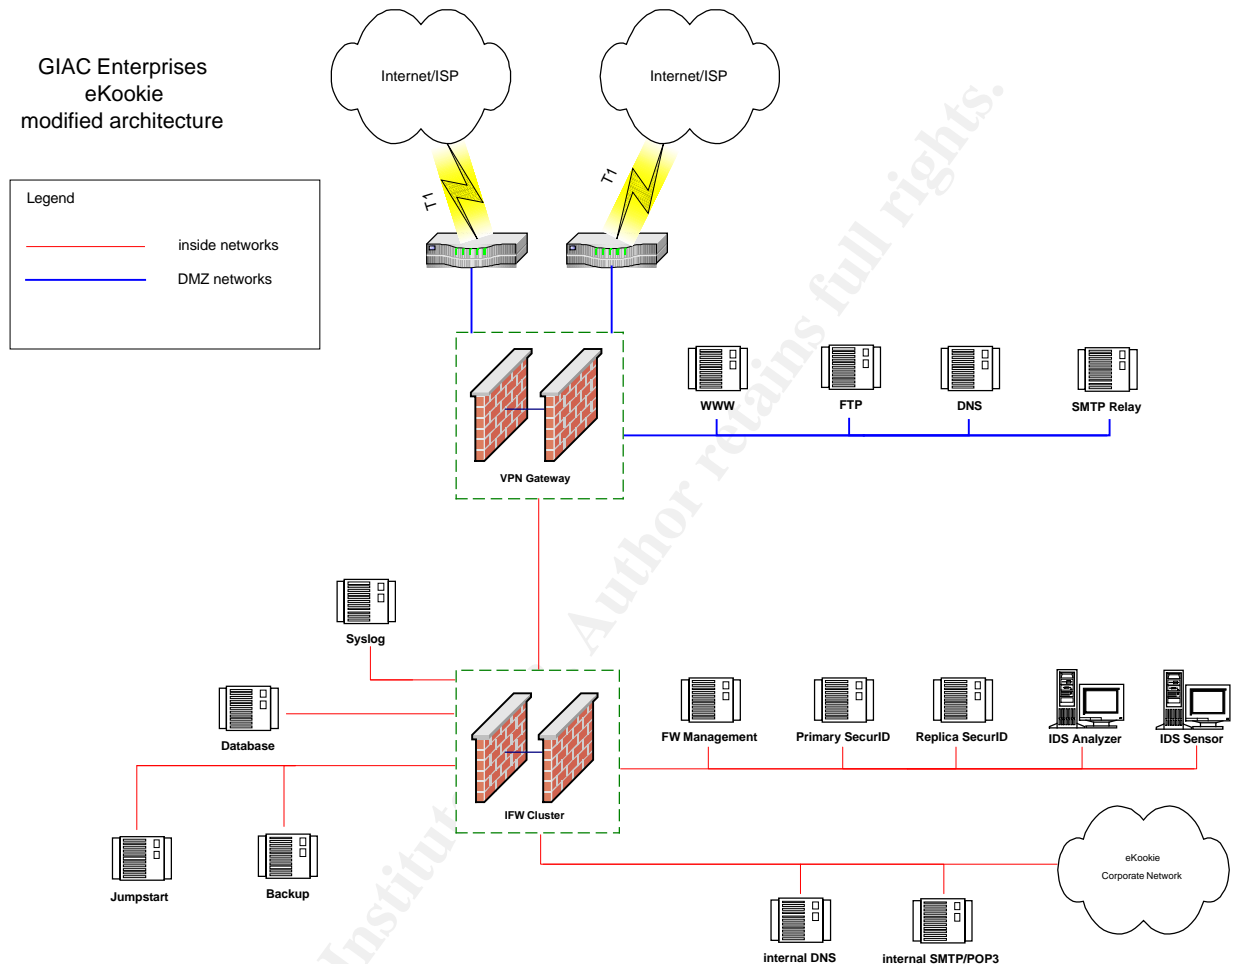 GIAC Enterprises
eKookie
modified architecture
Internet/ISP
Internet/ISP
T1
T1
Legend
inside networks
DMZ networks
WWW
FTP
DNS
SMTP Relay
VPN Gateway
Syslog
Database
FW Management
Primary SecurID
Replica SecurID
IDS Analyzer
IDS Sensor
IFW Cluster
Jumpstart
Backup
eKookie
Corporate Network
internal DNS
internal SMTP/POP3
Author retains full rights.